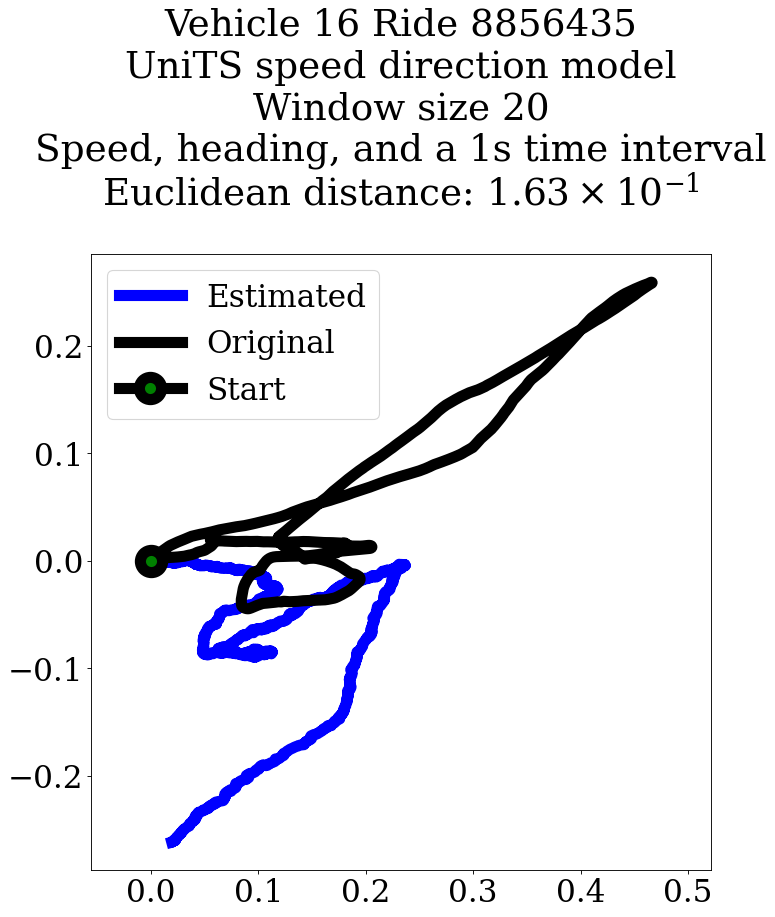 Vehicle 16 Ride 8856435
UniTS speed direction model
Window size 20
Speed, heading, and a 1s time interval
Euclidean distance: 1.63 × 10⁻¹
Estimated
Original
Start
0.2
0.1
0.0
−0.1
−0.2
0.0 0.1 0.2 0.3 0.4 0.5